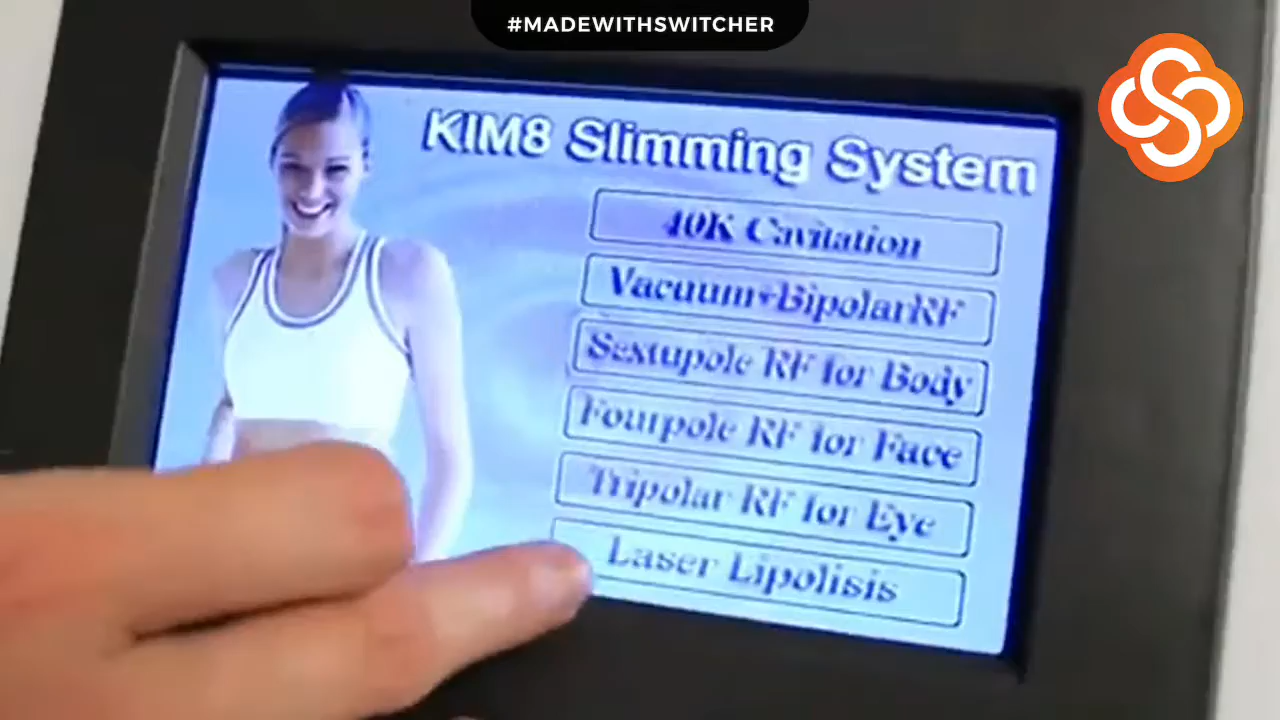 #MADEWITHSWITCHER
KIM8 Slimming System
40K Cavitation
Vacuum+BipolarRF
Sextupole RF for Body
Fourpole RF for Face
Tripolar RF for Eye
Laser Lipolisis